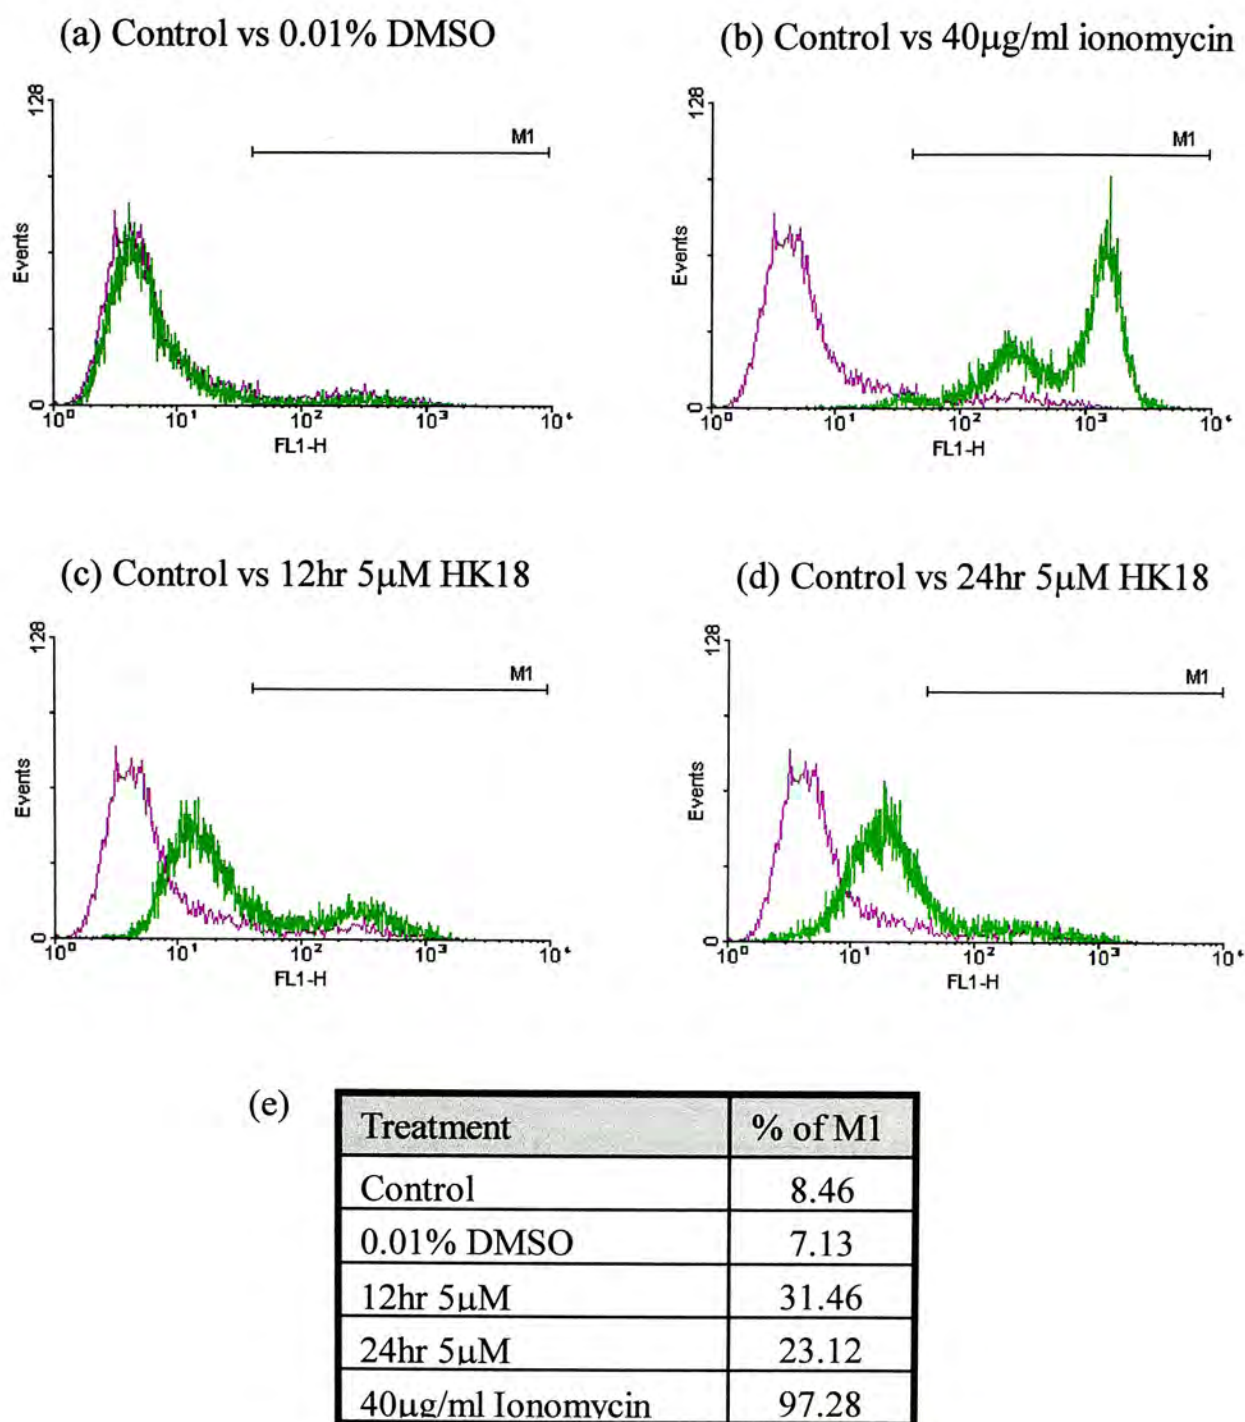 (a) Control vs 0.01% DMSO
(b) Control vs 40μg/ml ionomycin
128
M1
Events
0
10⁰ 10¹ 10² 10³ 10⁴
FL1-H
128
M1
Events
0
10⁰ 10¹ 10² 10³ 10⁴
FL1-H
(c) Control vs 12hr 5μM HK18
(d) Control vs 24hr 5μM HK18
128
M1
Events
0
10⁰ 10¹ 10² 10³ 10⁴
FL1-H
128
M1
Events
0
10⁰ 10¹ 10² 10³ 10⁴
FL1-H
(e)
Treatment % of M1
Control 8.46
0.01% DMSO 7.13
12hr 5μM 31.46
24hr 5μM 23.12
40μg/ml Ionomycin 97.28